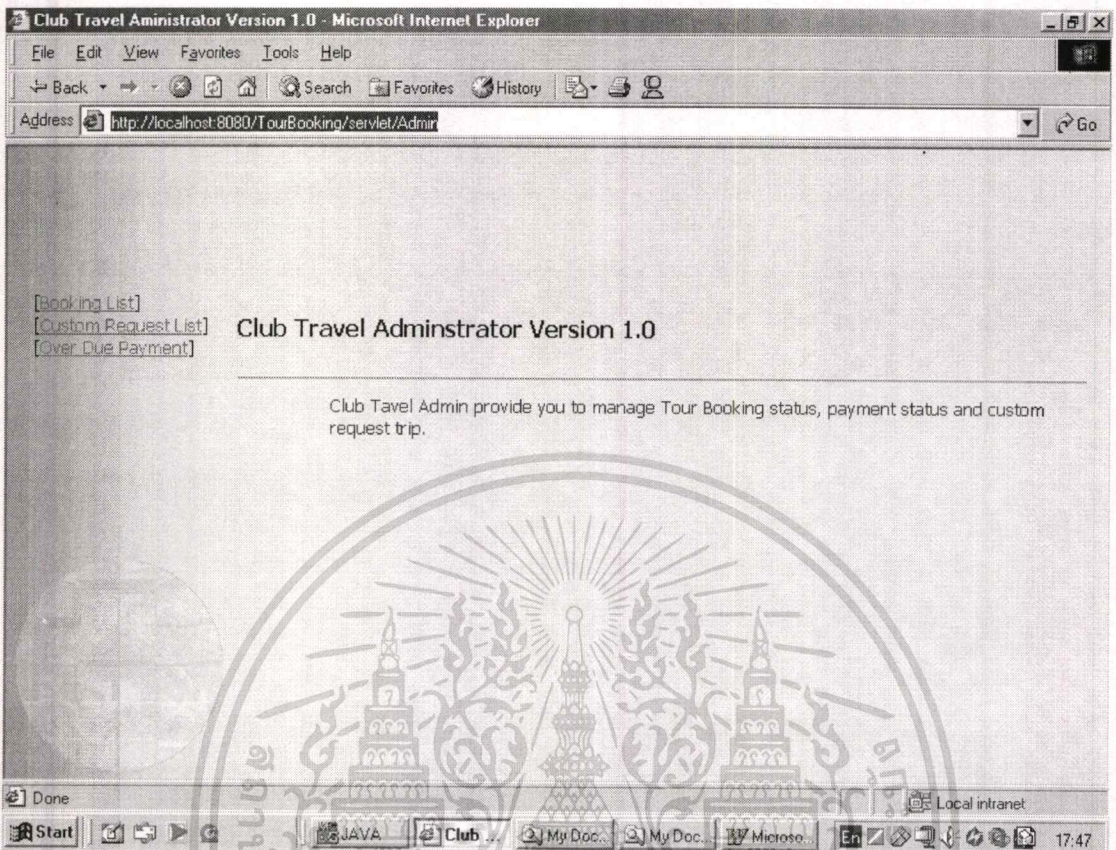 Club Travel Aministrator Version 1.0 - Microsoft Internet Explorer
File Edit View Favorites Tools Help
Back Search Favorites History
Address http://localhost:8080/TourBooking/servlet/Admin Go
[Booking List]
[Custom Request List]
[Over Due Payment]
Club Travel Adminstrator Version 1.0
Club Tavel Admin provide you to manage Tour Booking status, payment status and custom
request trip.
Done Local intranet
Start JAVA Club ... My Doc... My Doc... Microso... En 17:47